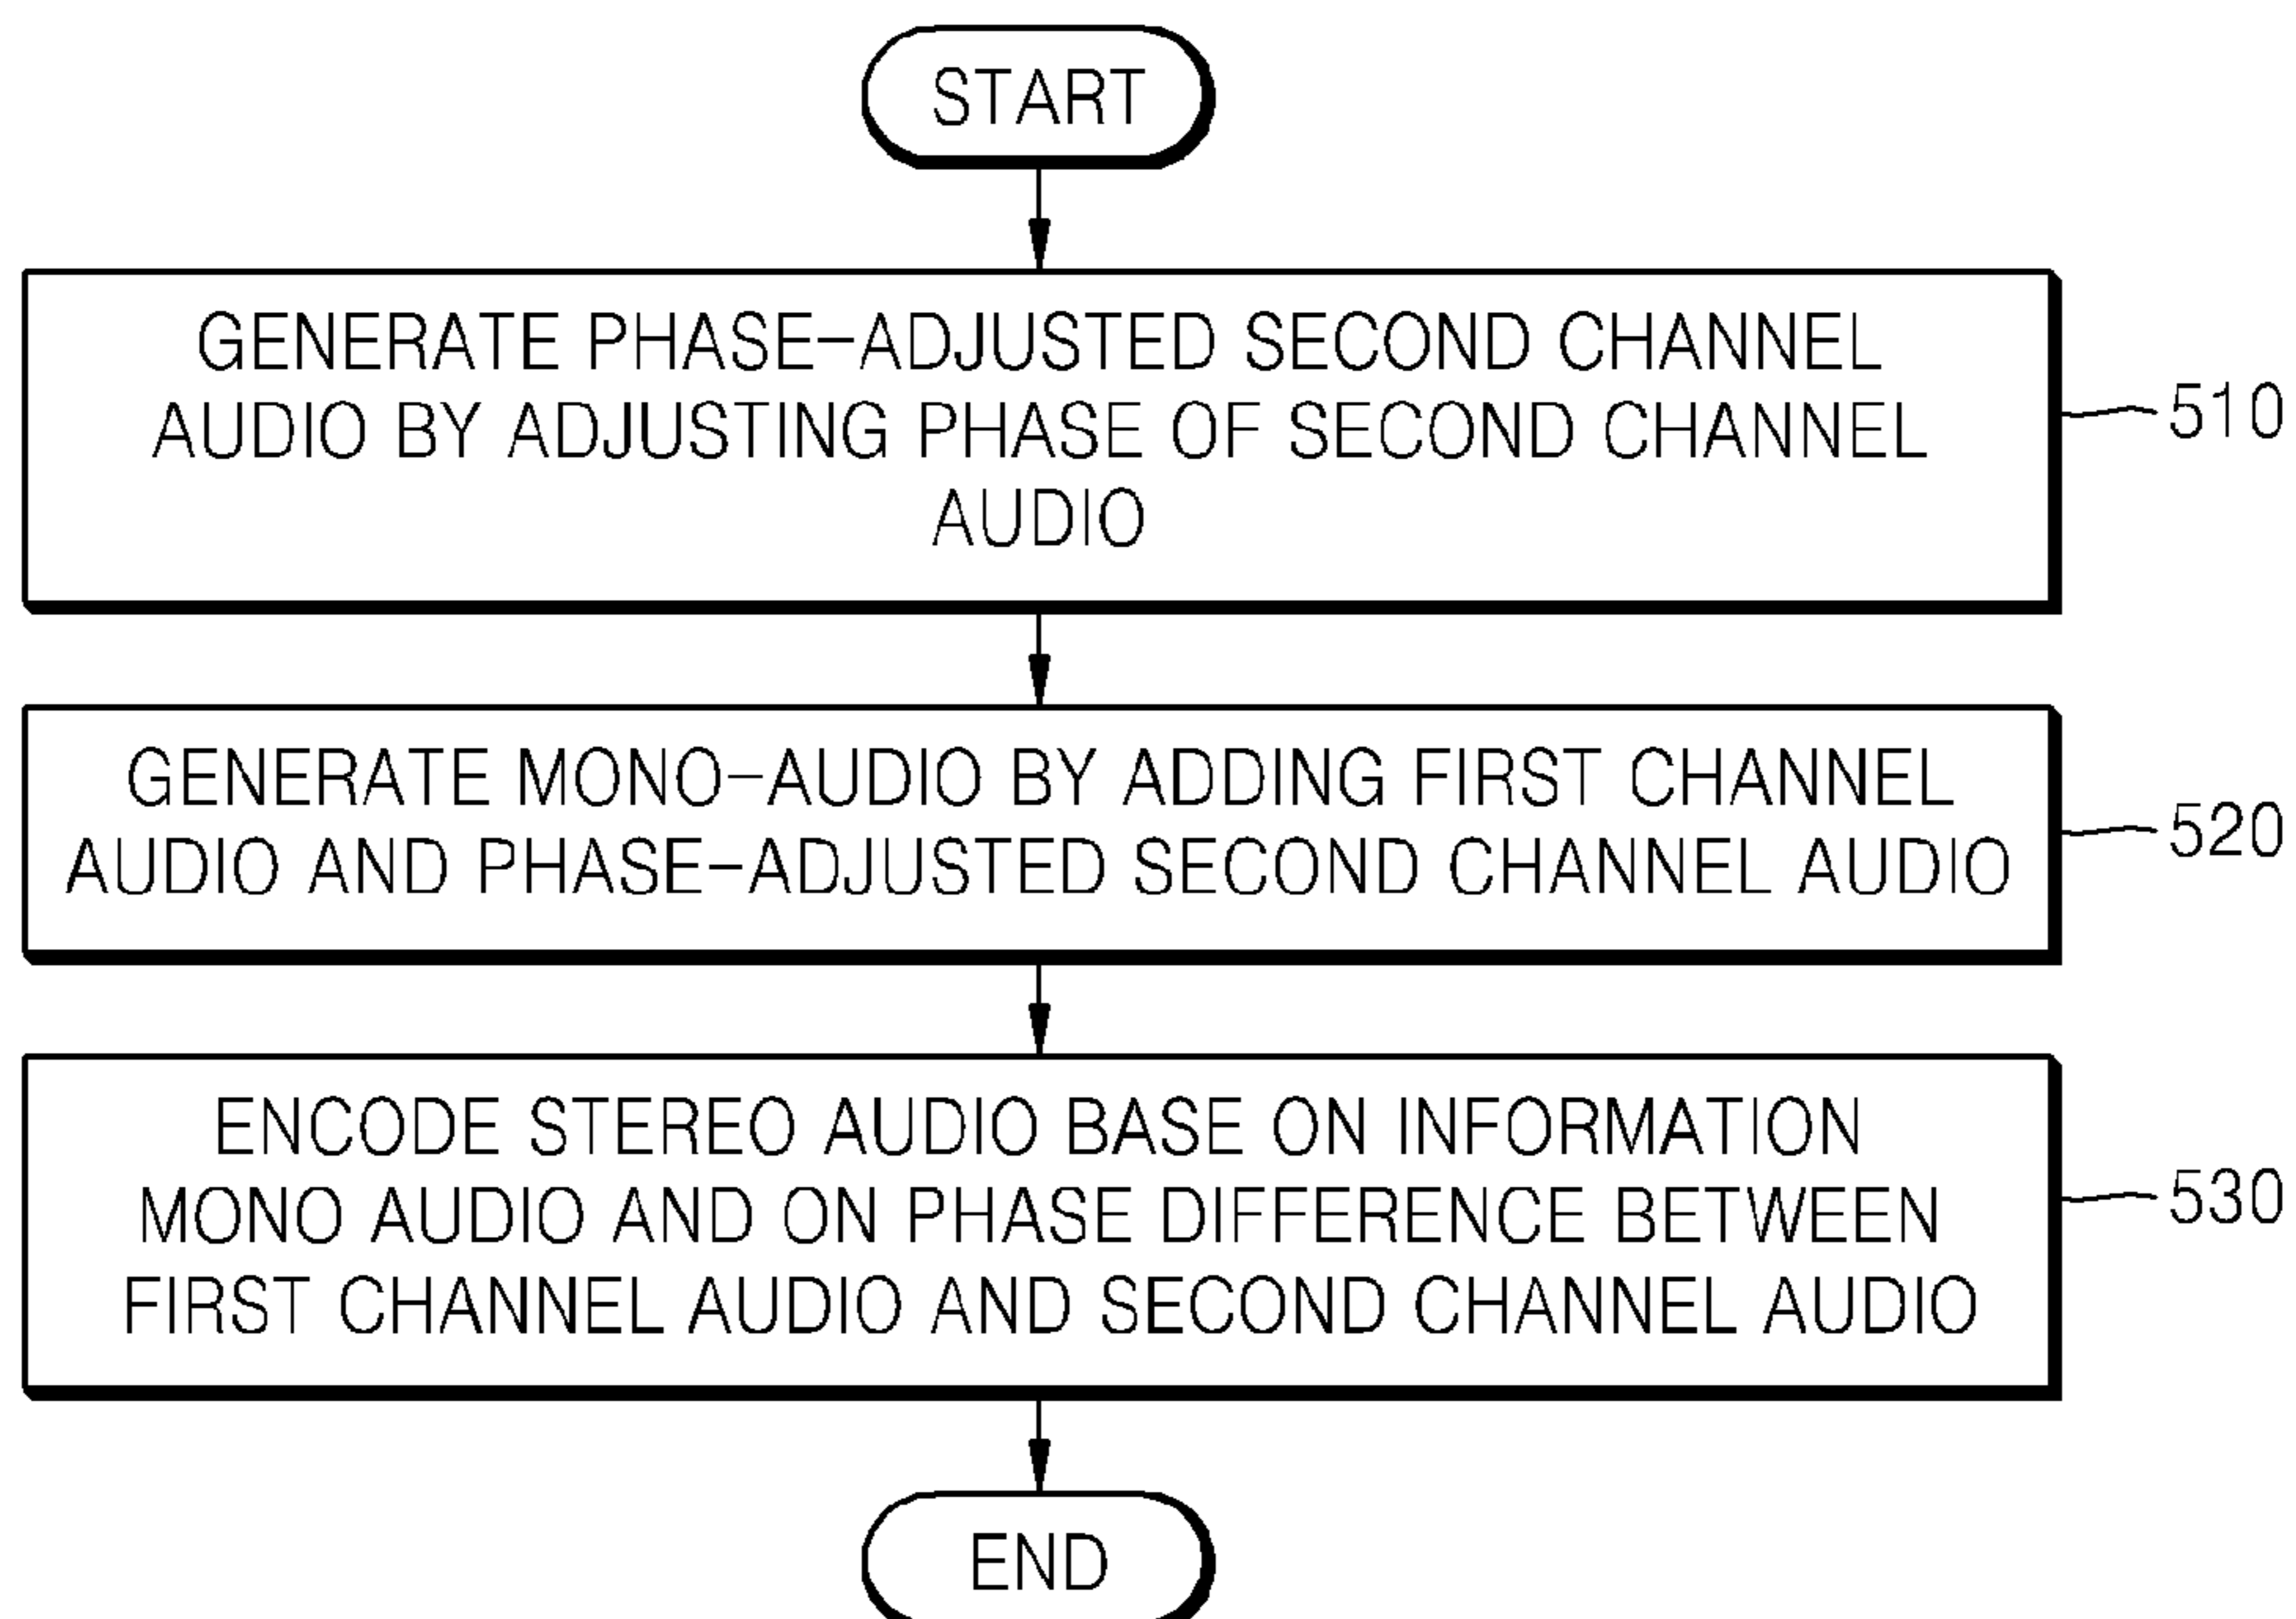 START
GENERATE PHASE-ADJUSTED SECOND CHANNEL
AUDIO BY ADJUSTING PHASE OF SECOND CHANNEL
AUDIO
510
GENERATE MONO-AUDIO BY ADDING FIRST CHANNEL
AUDIO AND PHASE-ADJUSTED SECOND CHANNEL AUDIO
520
ENCODE STEREO AUDIO BASE ON INFORMATION
MONO AUDIO AND ON PHASE DIFFERENCE BETWEEN
FIRST CHANNEL AUDIO AND SECOND CHANNEL AUDIO
530
END